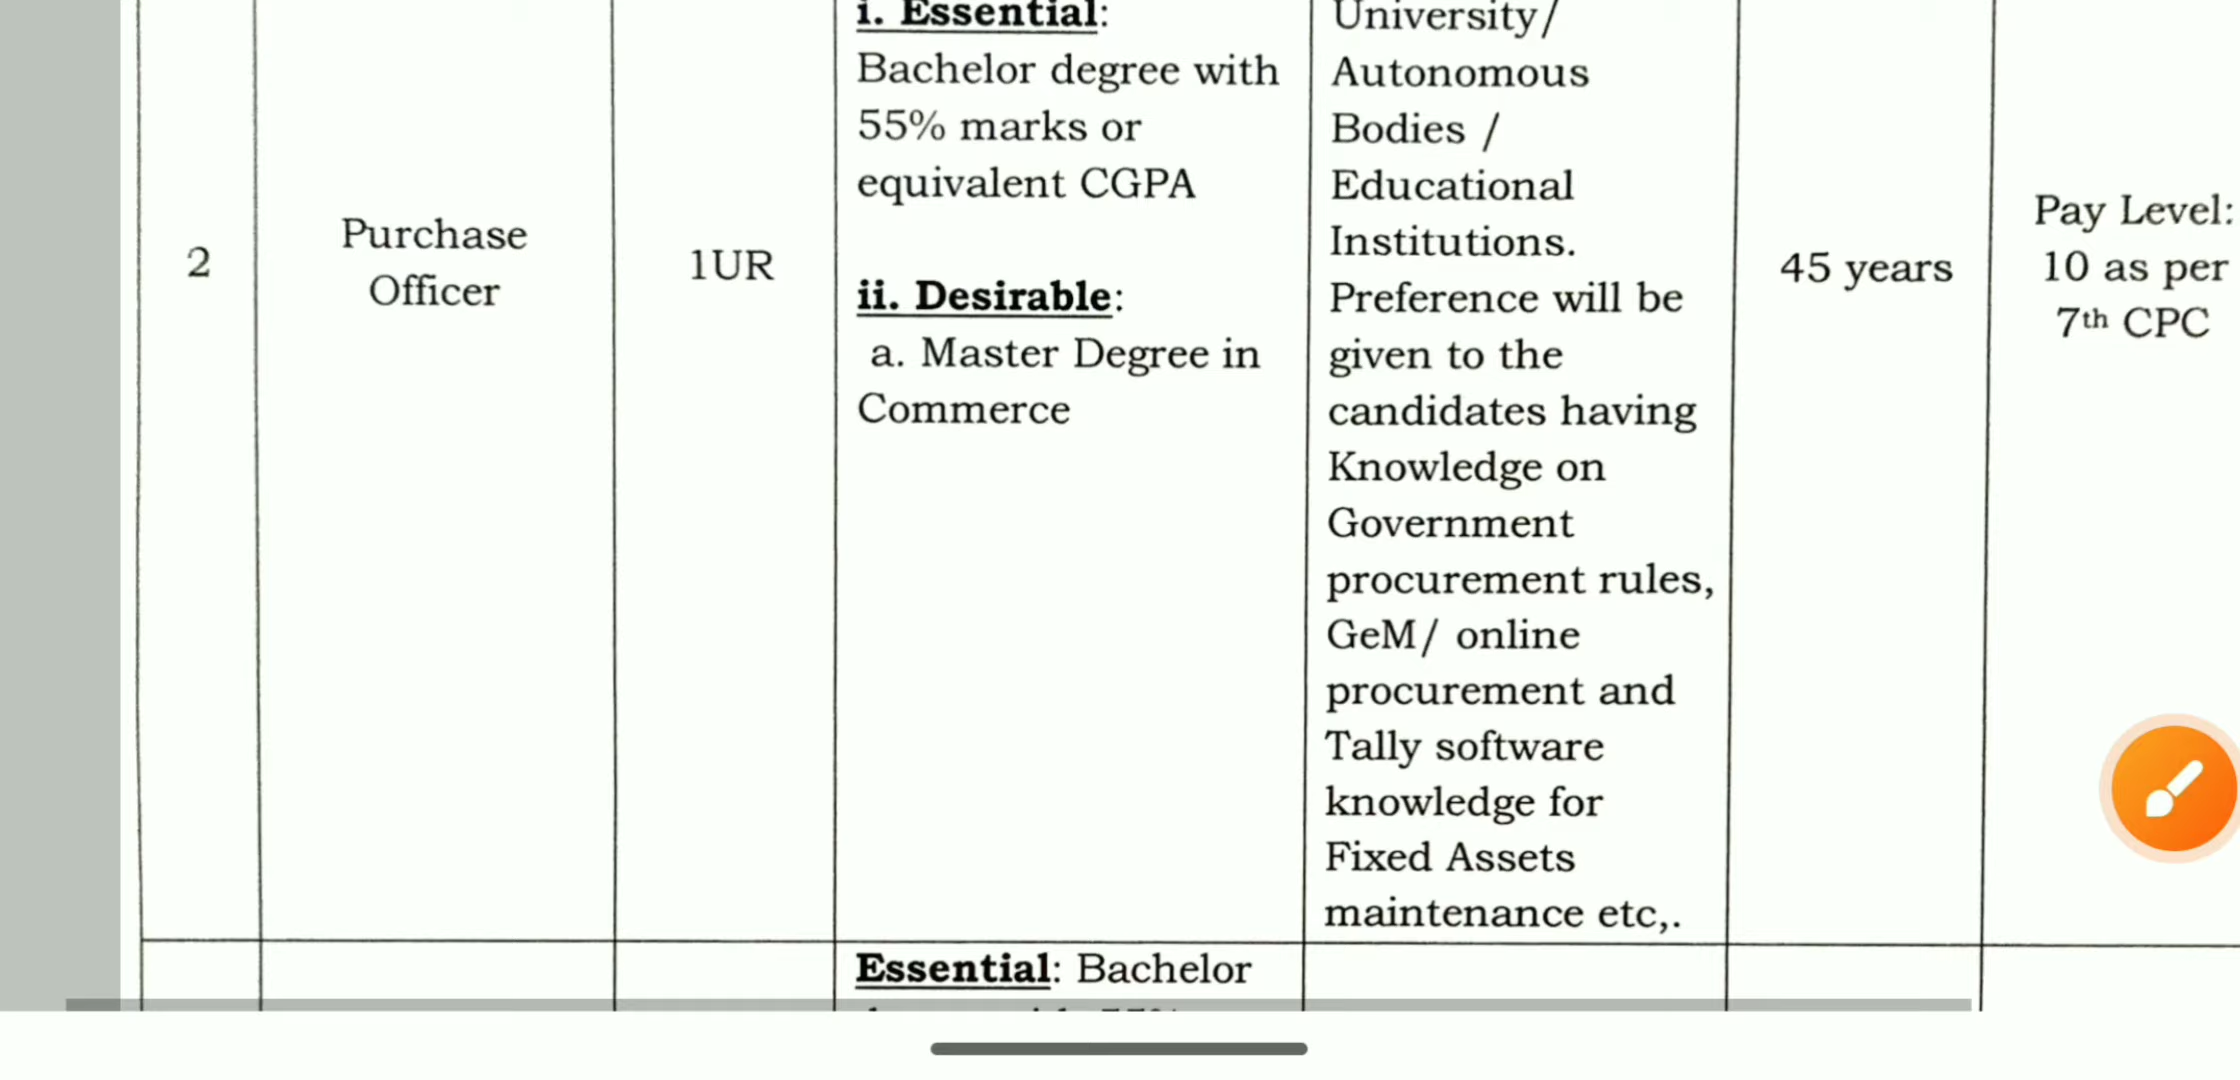 2
Purchase
Officer
1UR
i. Essential:
Bachelor degree with
55% marks or
equivalent CGPA
ii. Desirable:
a. Master Degree in
Commerce
University/
Autonomous
Bodies /
Educational
Institutions.
Preference will be
given to the
candidates having
Knowledge on
Government
procurement rules,
GeM/ online
procurement and
Tally software
knowledge for
Fixed Assets
maintenance etc,.
45 years
Pay Level:
10 as per
7th CPC
Essential: Bachelor